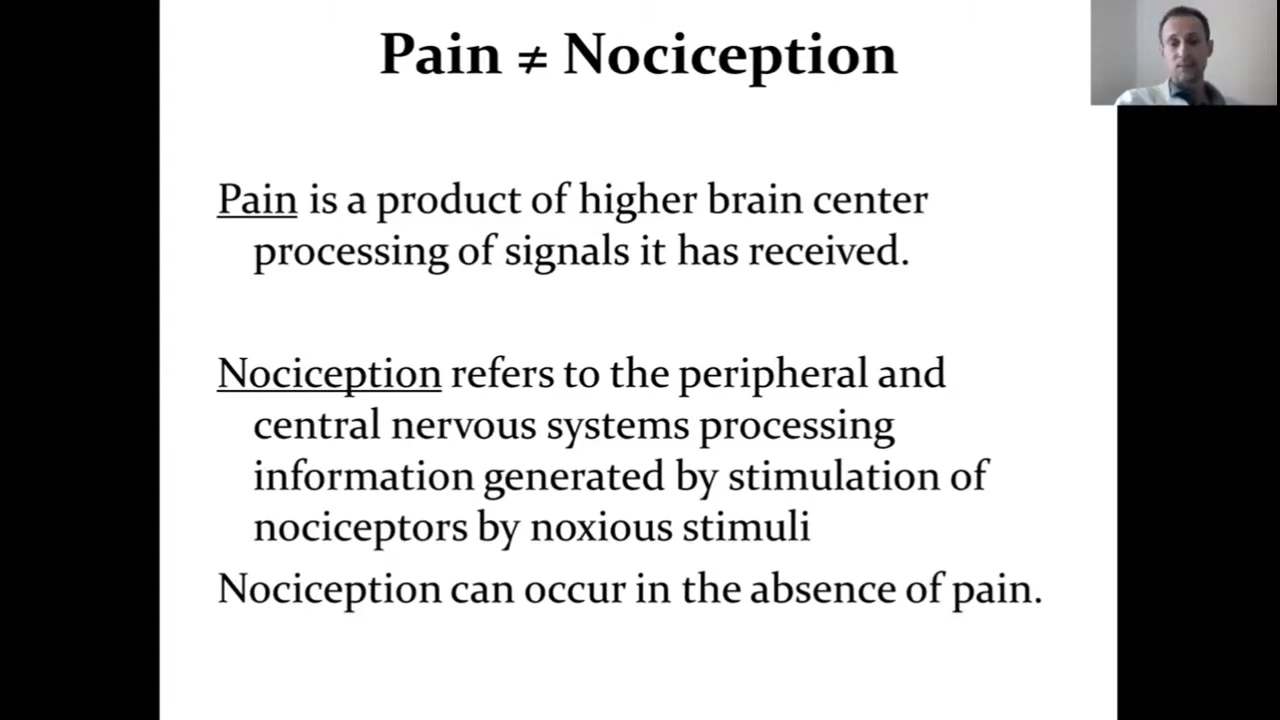 Pain ≠ Nociception
Pain is a product of higher brain center
processing of signals it has received.
Nociception refers to the peripheral and
central nervous systems processing
information generated by stimulation of
nociceptors by noxious stimuli
Nociception can occur in the absence of pain.